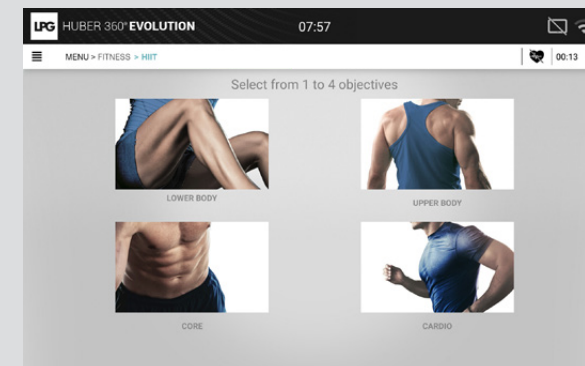 LPG HUBER 360° EVOLUTION 07:57
MENU > FITNESS > HIIT 00:13
Select from 1 to 4 objectives
LOWER BODY UPPER BODY
CORE CARDIO